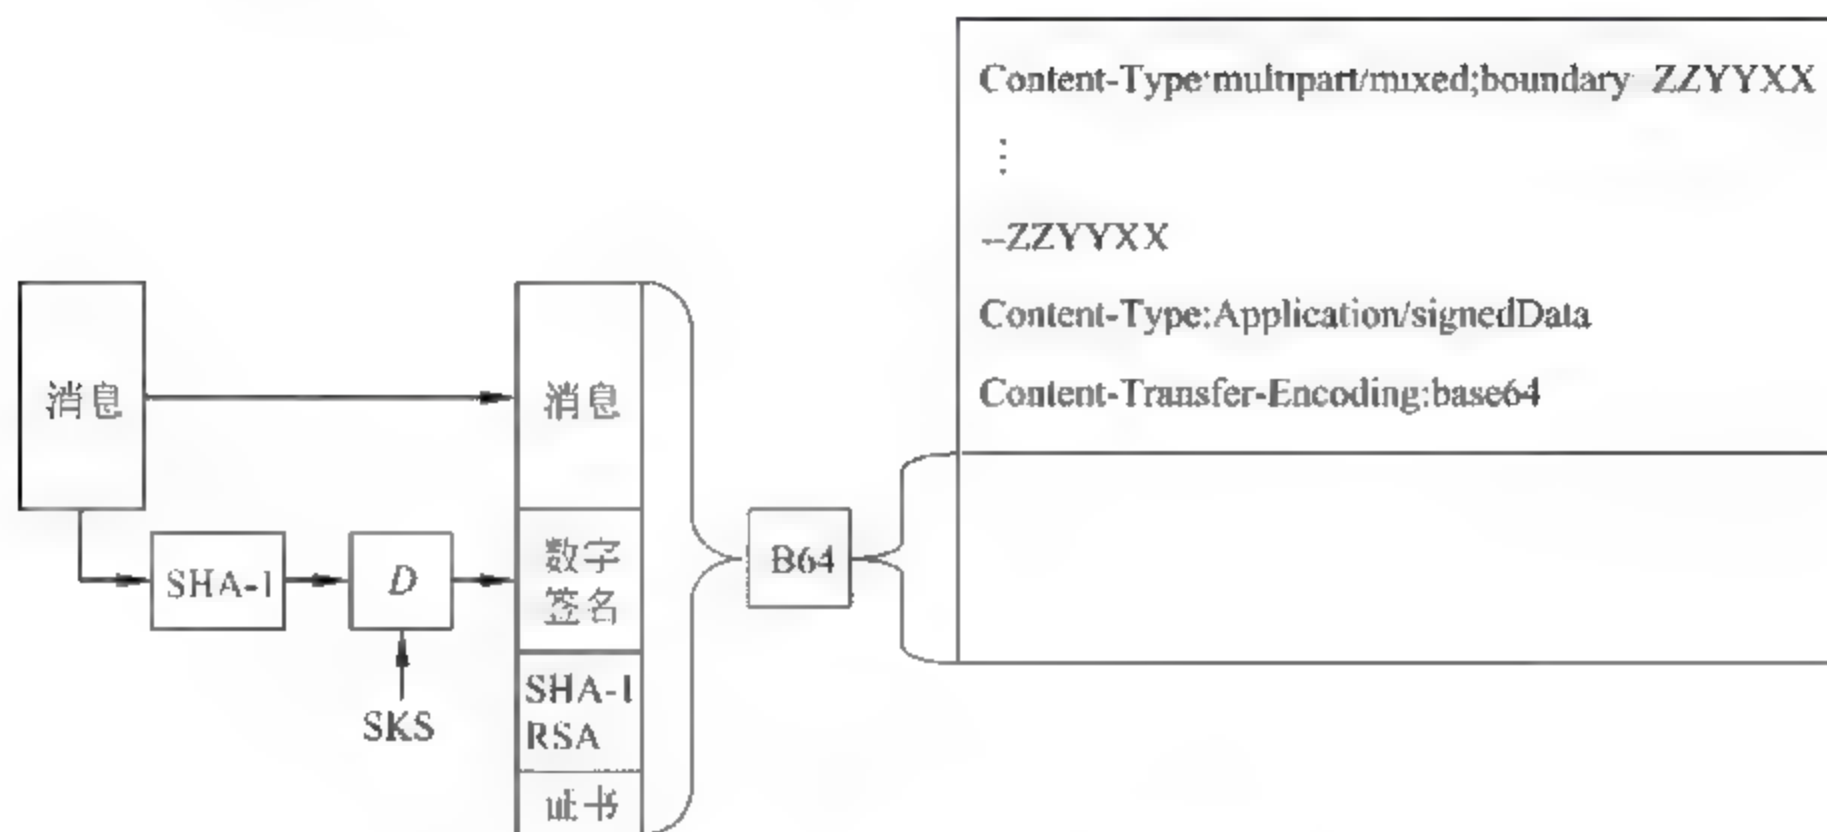 Content-Type:multipart/mixed;boundary ZZYYXX
⋮
--ZZYYXX
Content-Type:Application/signedData
Content-Transfer-Encoding:base64
消息
消息
SHA-1
D
数字
签名
B64
SKS
SHA-1
RSA
证书